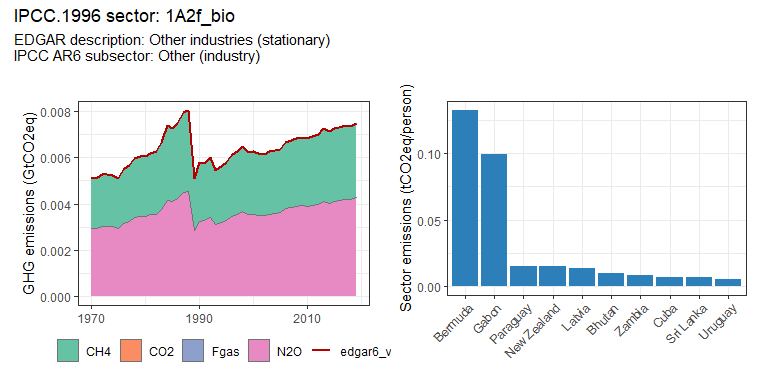 IPCC.1996 sector: 1A2f_bio
EDGAR description: Other industries (stationary)
IPCC AR6 subsector: Other (industry)
GHG emissions (GtCO2eq)
0.008
0.006
0.004
0.002
0.000
1970
1990
2010
CH4
CO2
Fgas
N2O
edgar6_v
Sector emissions (tCO2eq/person)
0.10
0.05
0.00
Bermuda
Gabon
Paraguay
New Zealand
Latvia
Bhutan
Zambia
Cuba
Sri Lanka
Uruguay